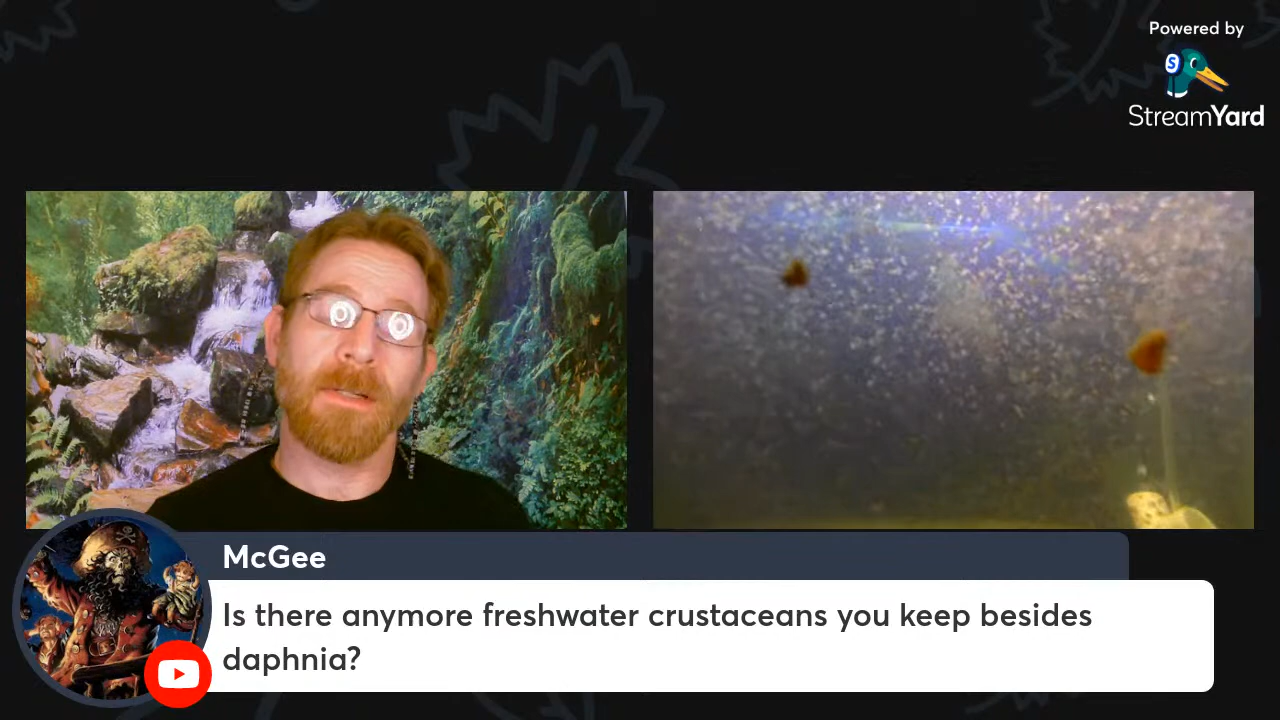 Powered by
S
StreamYard
McGee
Is there anymore freshwater crustaceans you keep besides
daphnia?